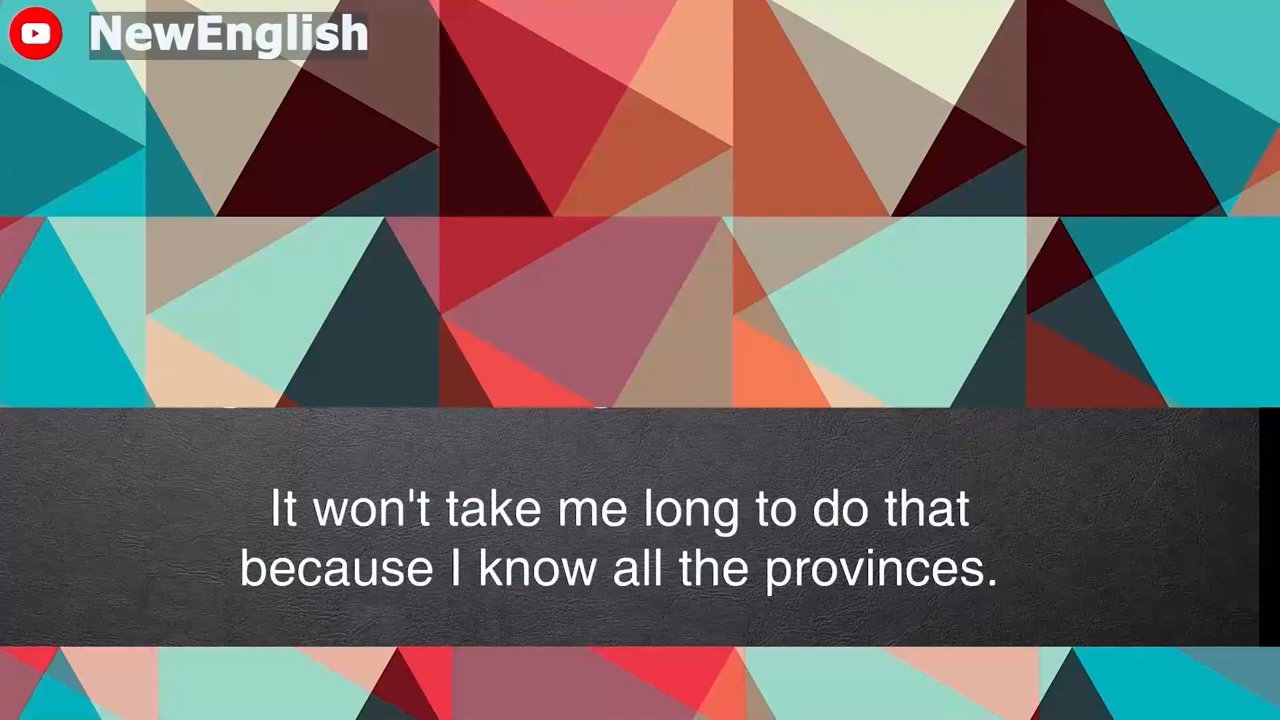 NewEnglish
It won't take me long to do that
because I know all the provinces.